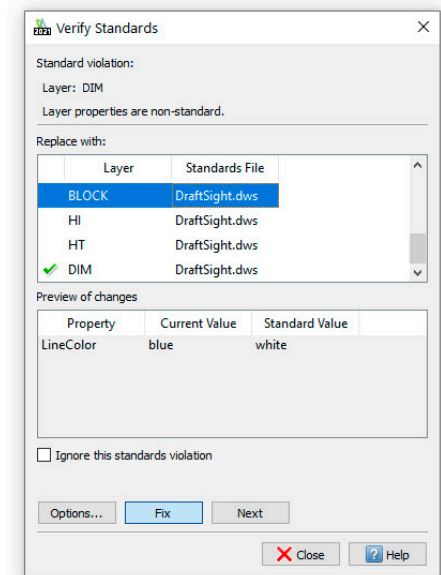 2021 Verify Standards
Standard violation:
Layer: DIM
Layer properties are non-standard.
Replace with:
Layer Standards File
BLOCK DraftSight.dws
HI DraftSight.dws
HT DraftSight.dws
DIM DraftSight.dws
Preview of changes
Property Current Value Standard Value
LineColor blue white
Ignore this standards violation
Options... Fix Next
Close ? Help